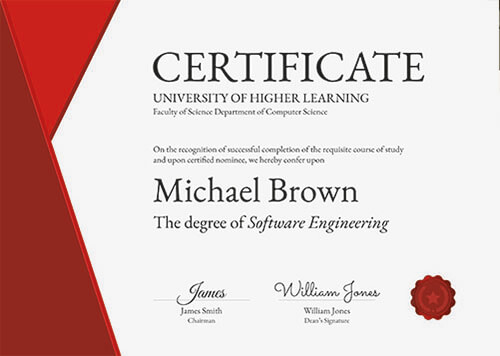 CERTIFICATE
UNIVERSITY OF HIGHER LEARNING
Faculty of Science Department of Computer Science
On the recognition of successful completion of the requisite course of study
and upon certified nominee, we hereby confer upon
Michael Brown
The degree of Software Engineering
James William Jones
James Smith William Jones
Chairman Dean's Signature